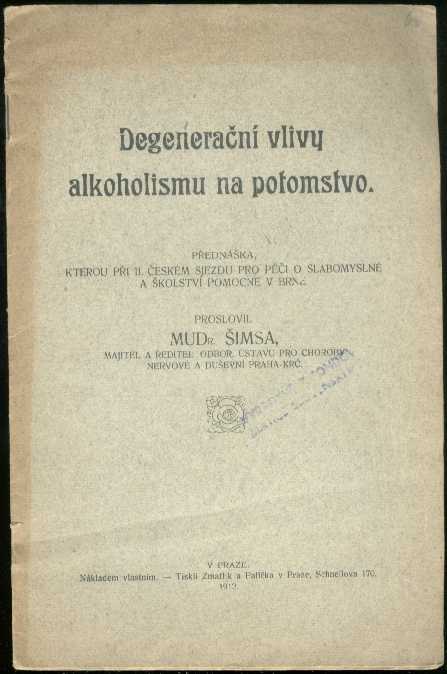 Degenerační vlivy
alkoholismu na potomstvo.
PŘEDNÁŠKA,
KTEROU PŘI II. ČESKÉM SJEZDU PRO PÉČI O SLABOMYSLNÉ
A ŠKOLSTVÍ POMOCNÉ V BRNĚ
PROSLOVIL
MUDR. ŠIMSA,
MAJITEL A ŘEDITEL ODBOR. ÚSTAVU PRO CHOROBY
NERVOVÉ A DUŠEVNÍ PRAHA-KRČ.
V PRAZE.
Nákladem vlastním. — Tiskli Zmatlík a Palička v Praze, Schnellova 170.